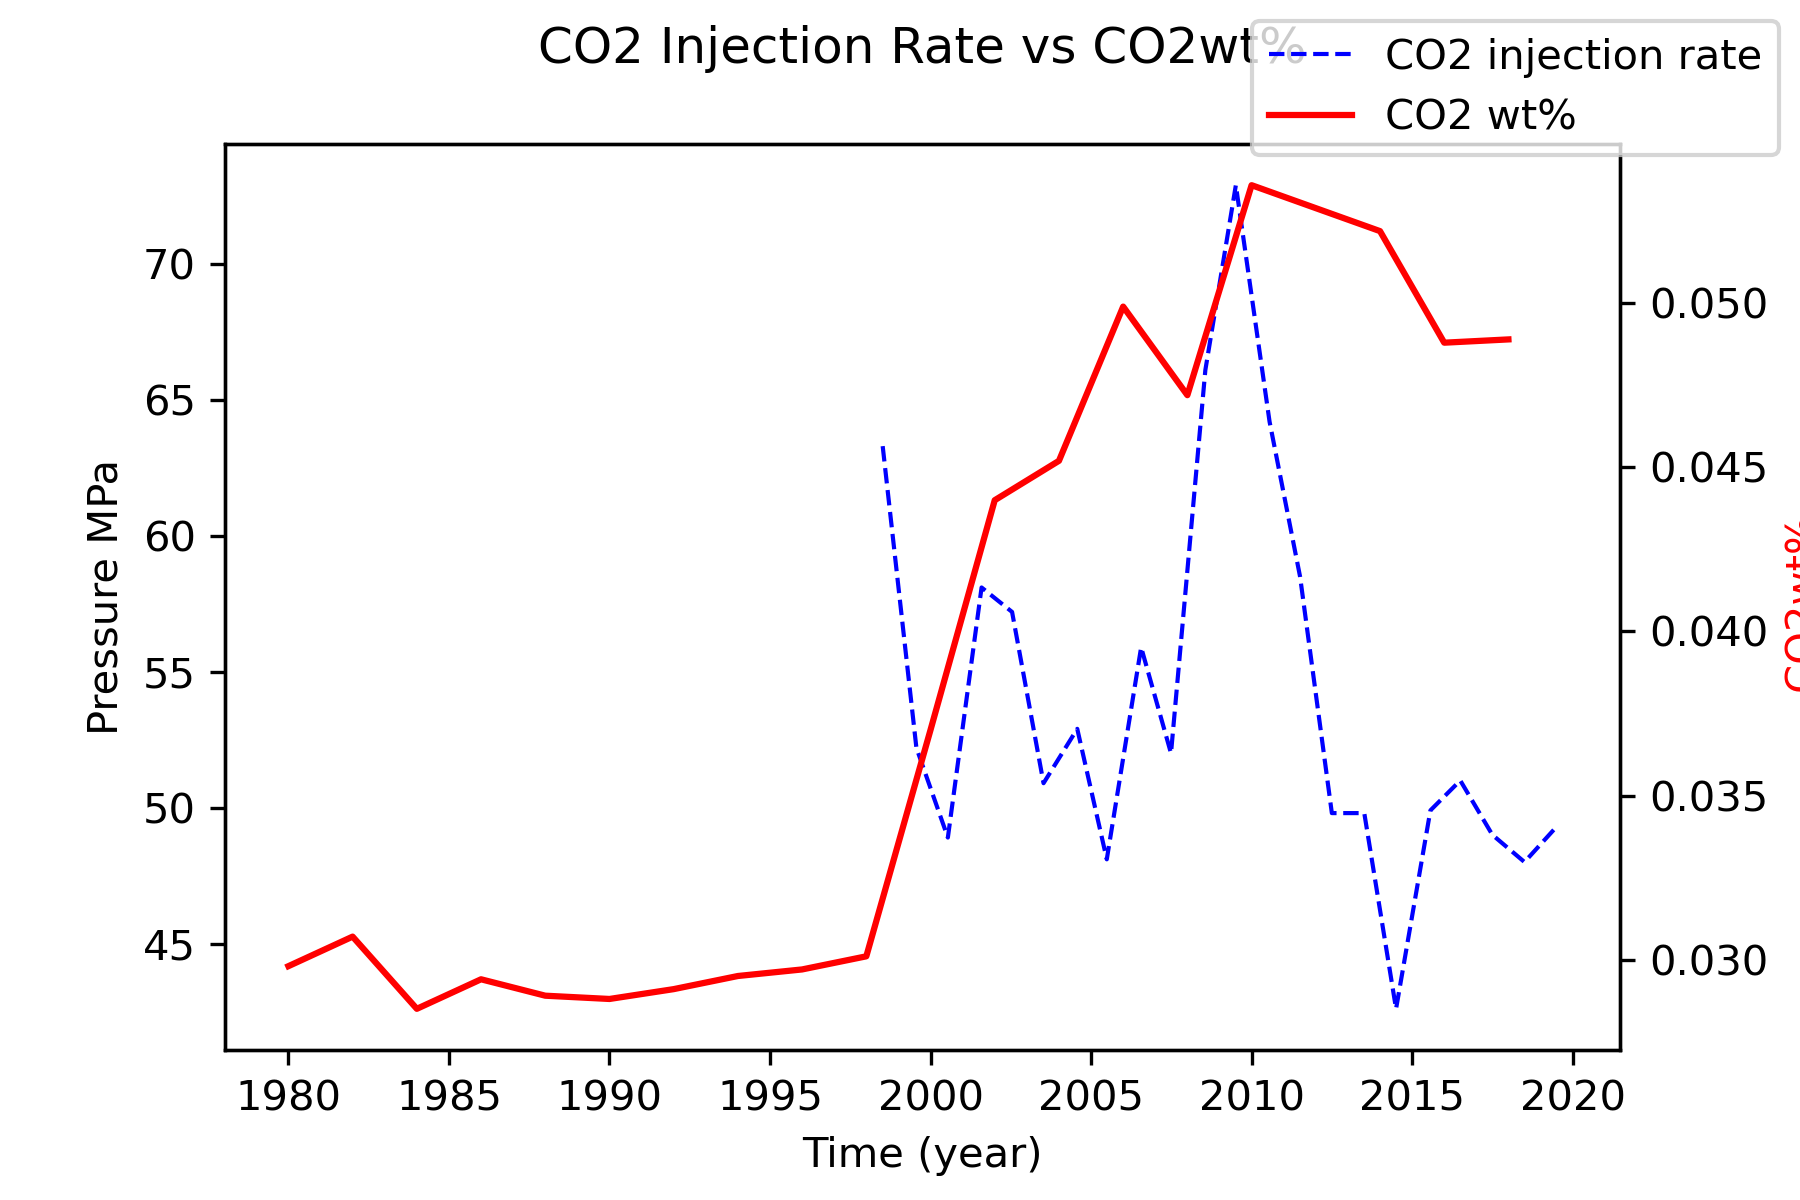 CO2 Injection Rate vs CO2wt%
CO2 injection rate
CO2 wt%
Pressure MPa
70
65
60
55
50
45
0.050
0.045
0.040
0.035
0.030
CO2wt%
1980 1985 1990 1995 2000 2005 2010 2015 2020
Time (year)